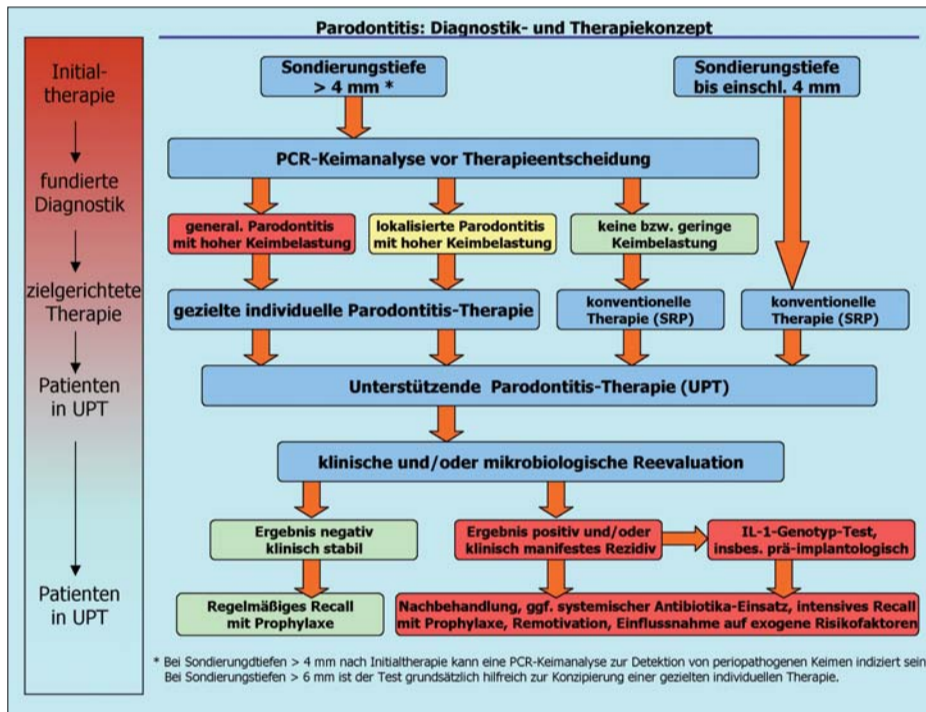 Parodontitis: Diagnostik- und Therapiekonzept
Initial-
therapie
fundierte
Diagnostik
zielgerichtete
Therapie
Patienten
in UPT
Patienten
in UPT
Sondierungstiefe
> 4 mm *
Sondierungstiefe
bis einschl. 4 mm
PCR-Keimanalyse vor Therapieentscheidung
general. Parodontitis
mit hoher Keimbelastung
lokalisierte Parodontitis
mit hoher Keimbelastung
keine bzw. geringe
Keimbelastung
gezielte individuelle Parodontitis-Therapie
konventionelle
Therapie (SRP)
konventionelle
Therapie (SRP)
Unterstützende Parodontitis-Therapie (UPT)
klinische und/oder mikrobiologische Reevaluation
Ergebnis negativ
klinisch stabil
Ergebnis positiv und/oder
klinisch manifestes Rezidiv
IL-1-Genotyp-Test,
insbes. prä-implantologisch
Regelmäßiges Recall
mit Prophylaxe
Nachbehandlung, ggf. systemischer Antibiotika-Einsatz, intensives Recall
mit Prophylaxe, Remotivation, Einflussnahme auf exogene Risikofaktoren
* Bei Sondierungdtiefen > 4 mm nach Initialtherapie kann eine PCR-Keimanalyse zur Detektion von periopathogenen Keimen indiziert sein.
Bei Sondierungstiefen > 6 mm ist der Test grundsätzlich hilfreich zur Konzipierung einer gezielten individuellen Therapie.